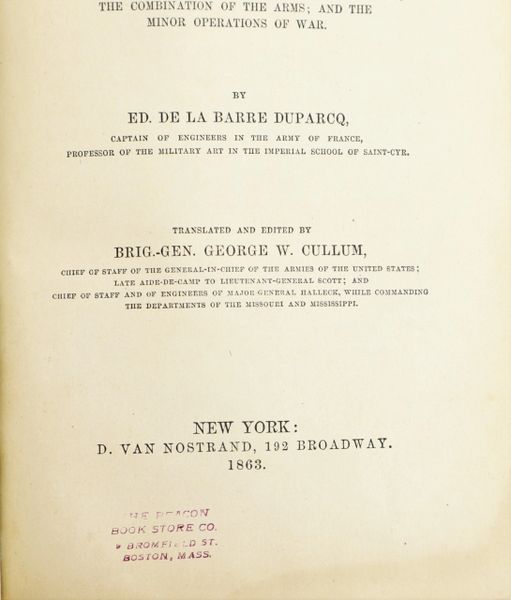 THE COMBINATION OF THE ARMS; AND THE
MINOR OPERATIONS OF WAR.
BY
ED. DE LA BARRE DUPARCQ,
CAPTAIN OF ENGINEERS IN THE ARMY OF FRANCE,
PROFESSOR OF THE MILITARY ART IN THE IMPERIAL SCHOOL OF SAINT-CYR.
TRANSLATED AND EDITED BY
BRIG.-GEN. GEORGE W. CULLUM,
CHIEF OF STAFF OF THE GENERAL-IN-CHIEF OF THE ARMIES OF THE UNITED STATES;
LATE AIDE-DE-CAMP TO LIEUTENANT-GENERAL SCOTT; AND
CHIEF OF STAFF AND OF ENGINEERS OF MAJOR-GENERAL HALLECK, WHILE COMMANDING
THE DEPARTMENTS OF THE MISSOURI AND MISSISSIPPI.
NEW YORK:
D. VAN NOSTRAND, 192 BROADWAY.
1863.
THE BEACON
BOOK STORE CO.
BROMFIELD ST.
BOSTON, MASS.